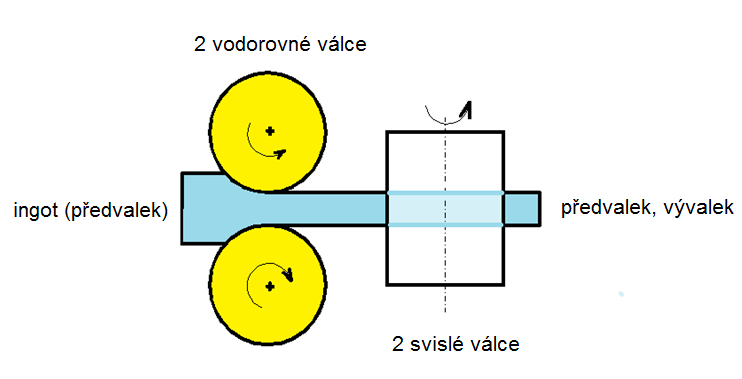 2 vodorovné válce
ingot (předvalek)
předvalek, vývalek
2 svislé válce